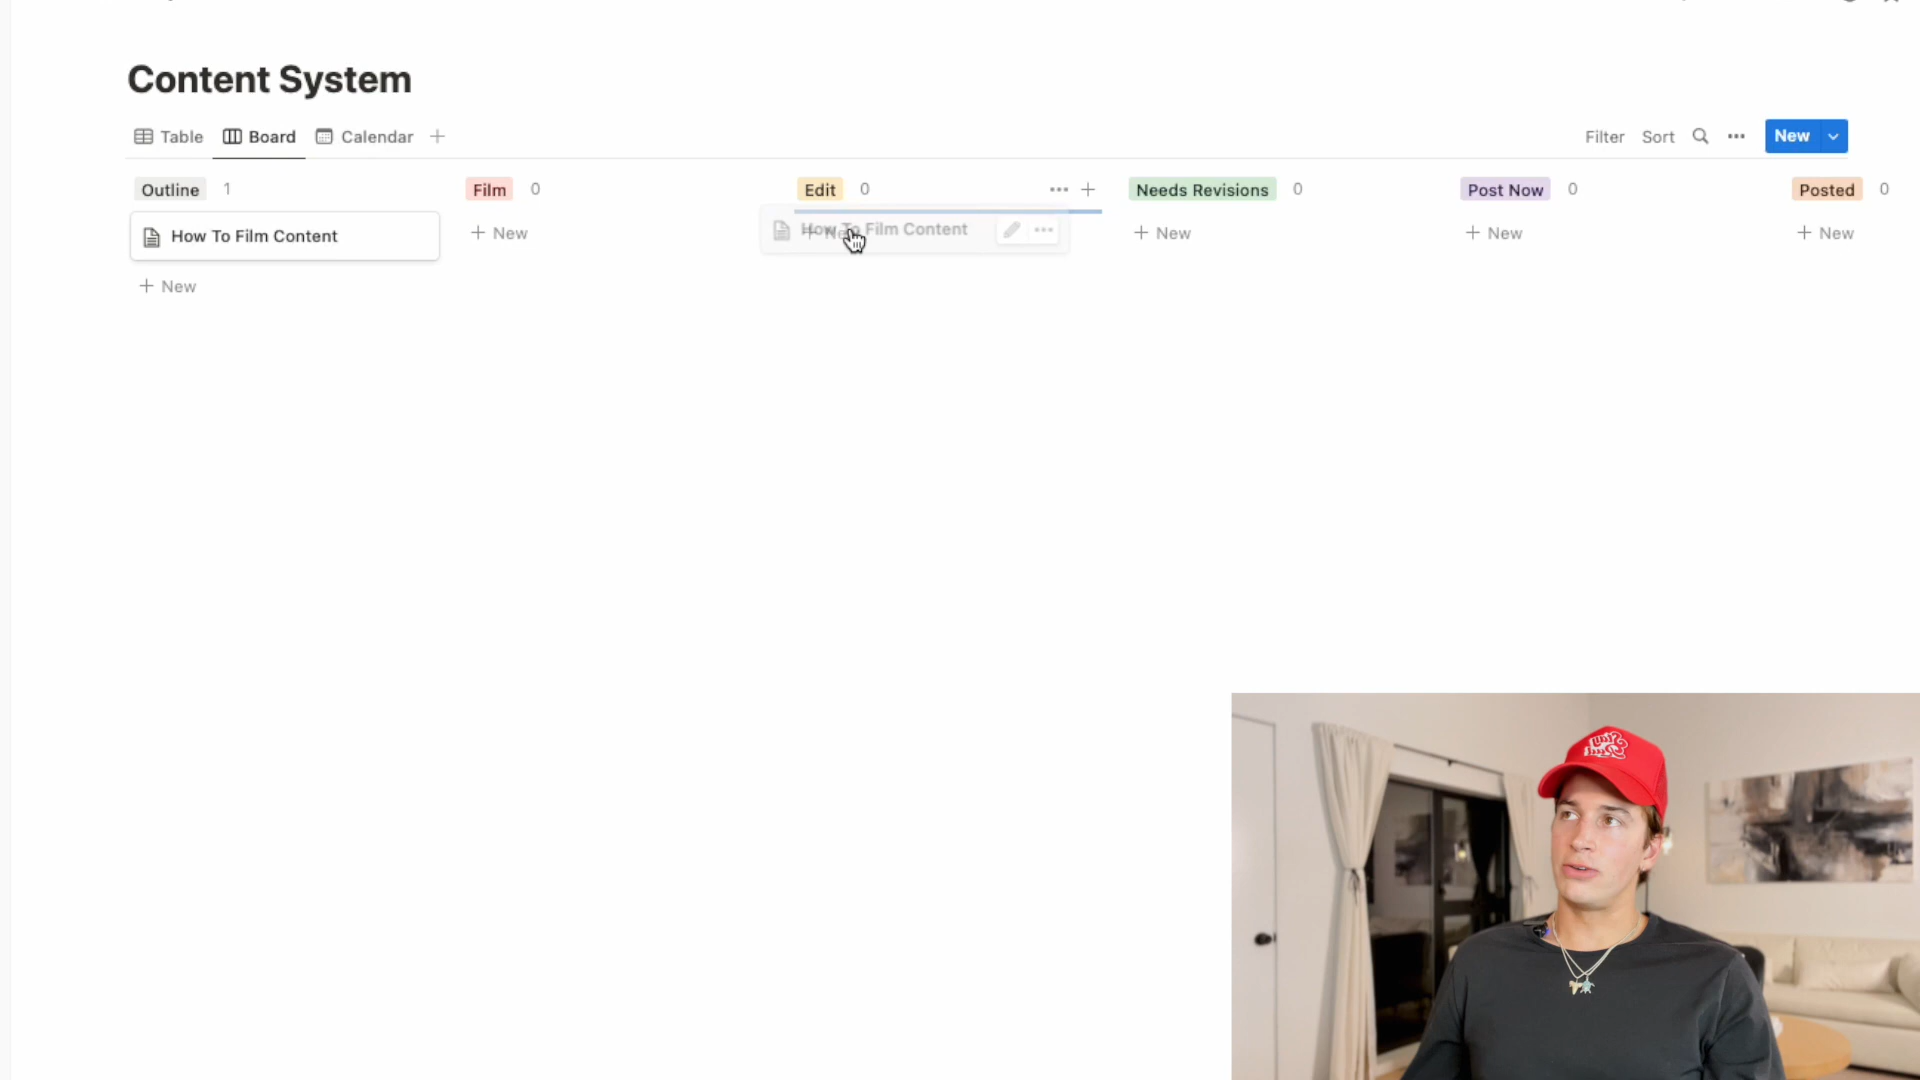 Content System
Table Board Calendar
Filter Sort New
Outline 1 Film 0 Edit 0 Needs Revisions 0 Post Now 0 Posted 0
How To Film Content
+ New
+ New
How To Film Content
+ New
+ New
+ New
+ New